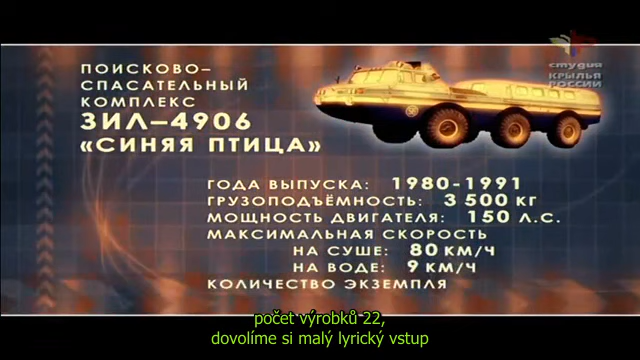 студия
КРЫЛЬЯ
РОССИИ
ПОИСКОВО–
СПАСАТЕЛЬНЫЙ
КОМПЛЕКС
ЗИЛ–4906
«СИНЯЯ ПТИЦА»
ГОДА ВЫПУСКА: 1980-1991
ГРУЗОПОДЪЁМНОСТЬ: 3 500 КГ
МОЩНОСТЬ ДВИГАТЕЛЯ: 150 Л.С.
МАКСИМАЛЬНАЯ СКОРОСТЬ
НА СУШЕ: 80 КМ/Ч
НА ВОДЕ: 9 КМ/Ч
КОЛИЧЕСТВО ЭКЗЕМПЛЯ
počet výrobků 22,
dovolíme si malý lyrický vstup